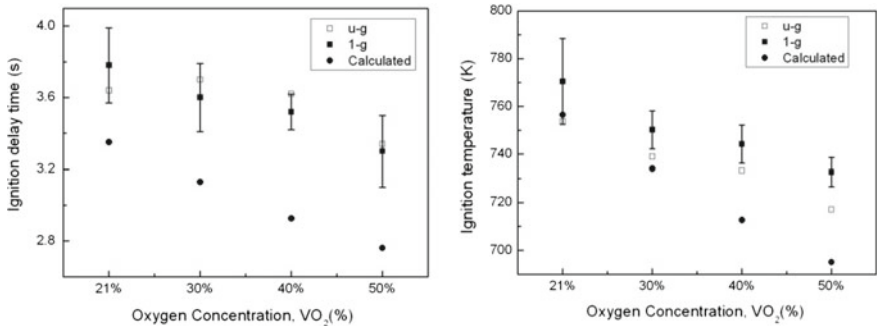 4.0
3.6
3.2
2.8
Ignition delay time (s)
u-g
1-g
Calculated
21%
30%
40%
50%
Oxygen Concentration, VO₂(%)
800
780
760
740
720
700
Ignition temperature (K)
u-g
1-g
Calculated
21%
30%
40%
50%
Oxygen Concentration, VO₂(%)